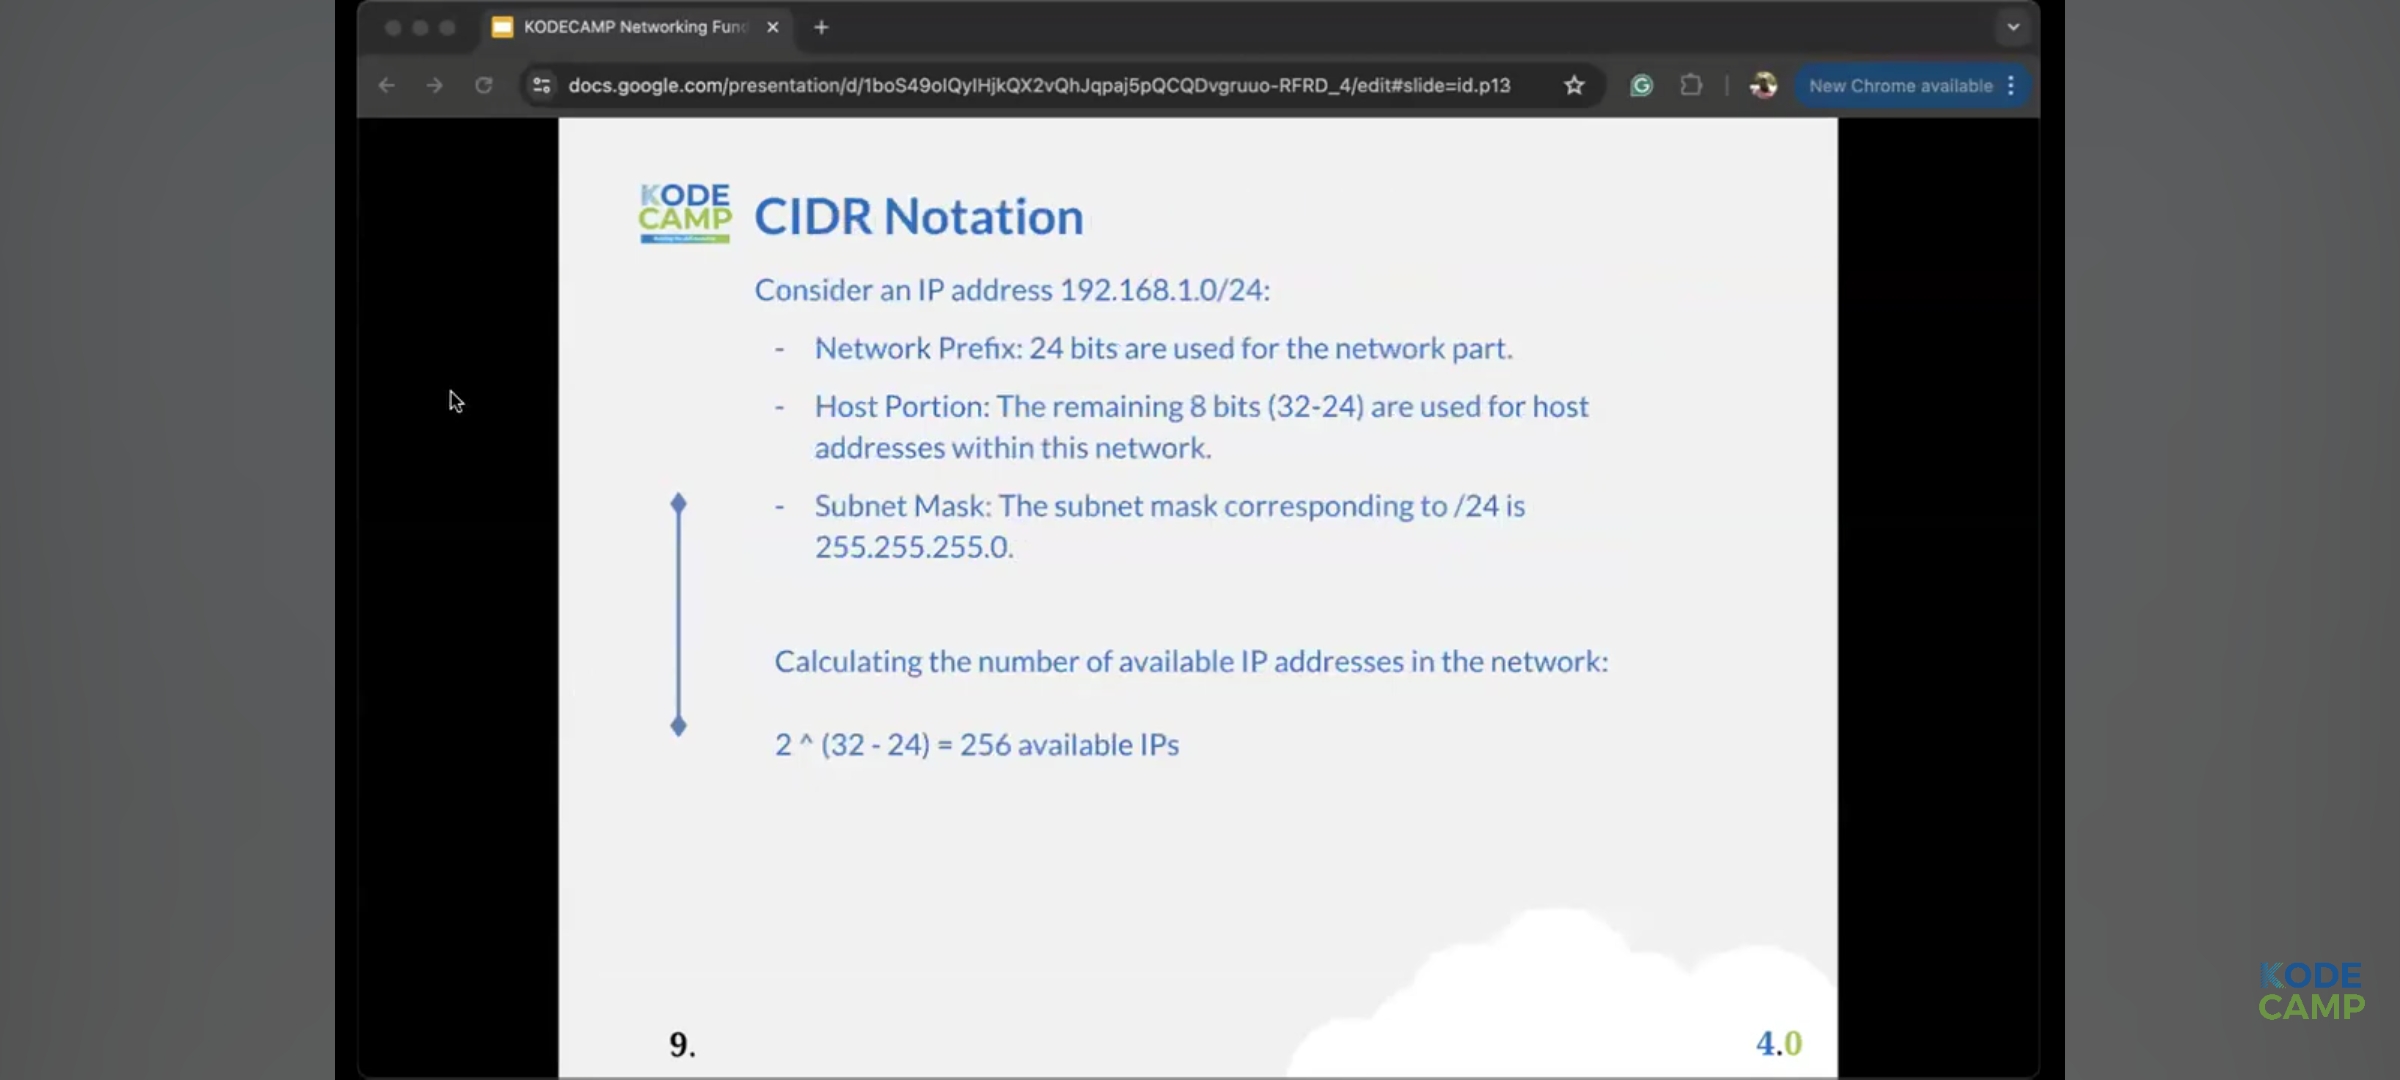 KODECAMP Networking Fund
docs.google.com/presentation/d/1boS49olQylHjkQX2vQhJqpaj5pQCQDvgruuo-RFRD_4/edit#slide=id.p13
New Chrome available
KODE
CAMP
CIDR Notation
Consider an IP address 192.168.1.0/24:
- Network Prefix: 24 bits are used for the network part.
- Host Portion: The remaining 8 bits (32-24) are used for host
addresses within this network.
- Subnet Mask: The subnet mask corresponding to /24 is
255.255.255.0.
Calculating the number of available IP addresses in the network:
2 ^ (32 - 24) = 256 available IPs
9.
4.0
KODE
CAMP